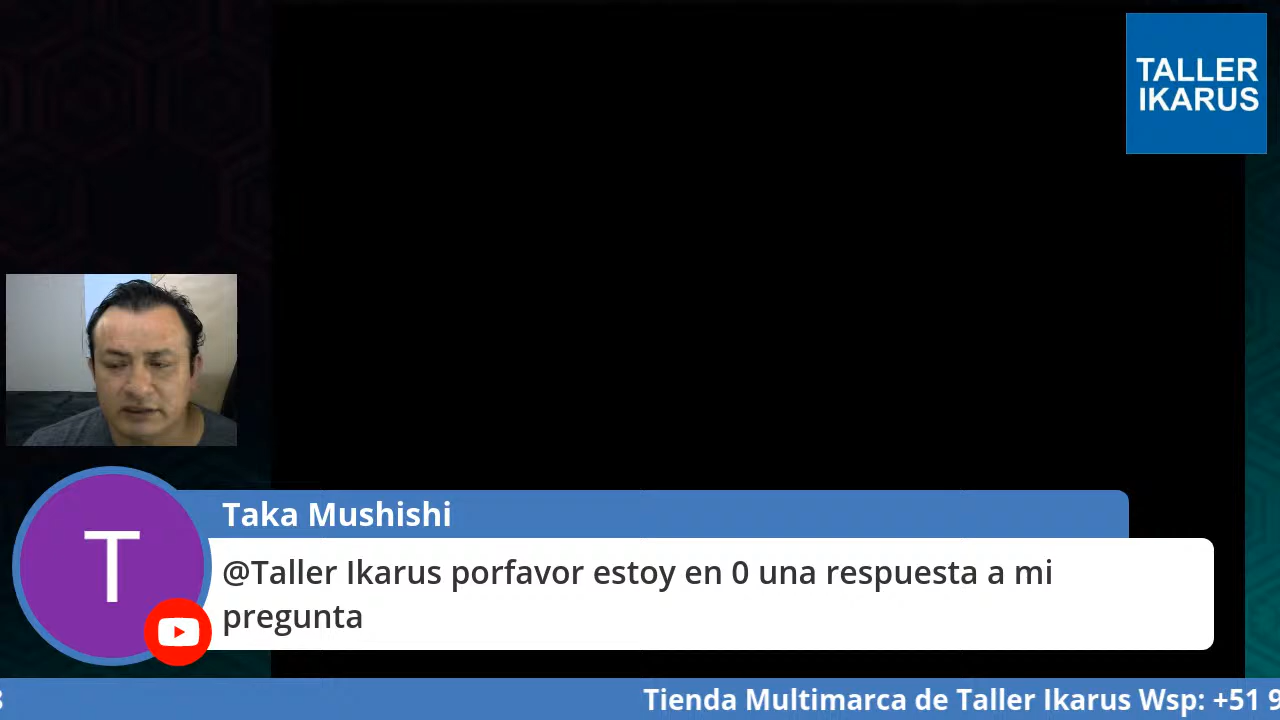 TALLER
IKARUS
T
Taka Mushishi
@Taller Ikarus porfavor estoy en 0 una respuesta a mi
pregunta
Tienda Multimarca de Taller Ikarus Wsp: +51 9